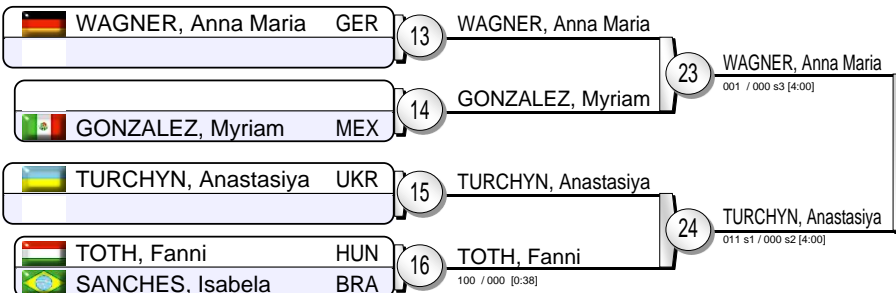 WAGNER, Anna Maria GER
13
WAGNER, Anna Maria
23
WAGNER, Anna Maria
001 / 000 s3 [4:00]
14
GONZALEZ, Myriam
GONZALEZ, Myriam MEX
TURCHYN, Anastasiya UKR
15
TURCHYN, Anastasiya
24
TURCHYN, Anastasiya
011 s1 / 000 s2 [4:00]
TOTH, Fanni HUN
16
TOTH, Fanni
100 / 000 [0:38]
SANCHES, Isabela BRA